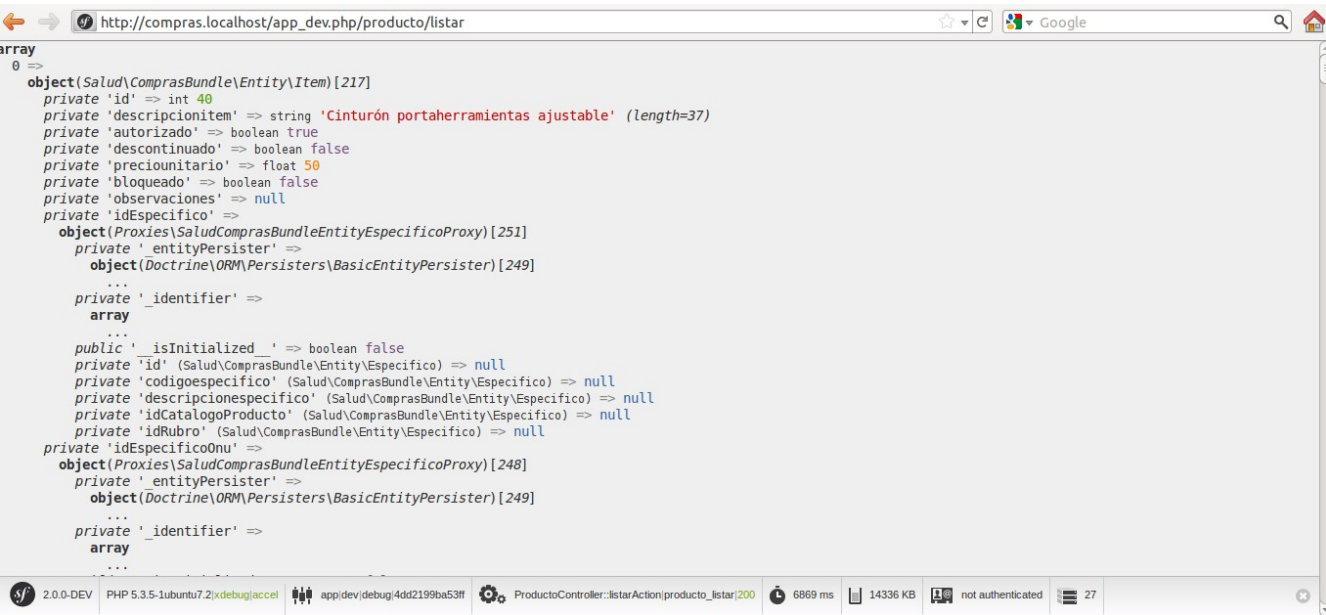 http://compras.localhost/app_dev.php/producto/listar
Google
array
0 =>
object(Salud\ComprasBundle\Entity\Item)[217]
private 'id' => int 40
private 'descripcionitem' => string 'Cinturón portaherramientas ajustable' (length=37)
private 'autorizado' => boolean true
private 'descontinuado' => boolean false
private 'preciounitario' => float 50
private 'bloqueado' => boolean false
private 'observaciones' => null
private 'idEspecifico' =>
object(Proxies\SaludComprasBundleEntityEspecificoProxy)[251]
private '_entityPersister' =>
object(Doctrine\ORM\Persisters\BasicEntityPersister)[249]
...
private '_identifier' =>
array
...
public '__isInitialized__' => boolean false
private 'id' (Salud\ComprasBundle\Entity\Especifico) => null
private 'codigoespecifico' (Salud\ComprasBundle\Entity\Especifico) => null
private 'descripcionespecifico' (Salud\ComprasBundle\Entity\Especifico) => null
private 'idCatalogoProducto' (Salud\ComprasBundle\Entity\Especifico) => null
private 'idRubro' (Salud\ComprasBundle\Entity\Especifico) => null
private 'idEspecificoOnu' =>
object(Proxies\SaludComprasBundleEntityEspecificoProxy)[248]
private '_entityPersister' =>
object(Doctrine\ORM\Persisters\BasicEntityPersister)[249]
...
private '_identifier' =>
array
...
sf 2.0.0-DEV PHP 5.3.5-1ubuntu7.2|xdebug|accel app|dev|debug|4dd2199ba53ff ProductoController::listarAction|producto_listar|200 6869 ms 14336 KB not authenticated 27